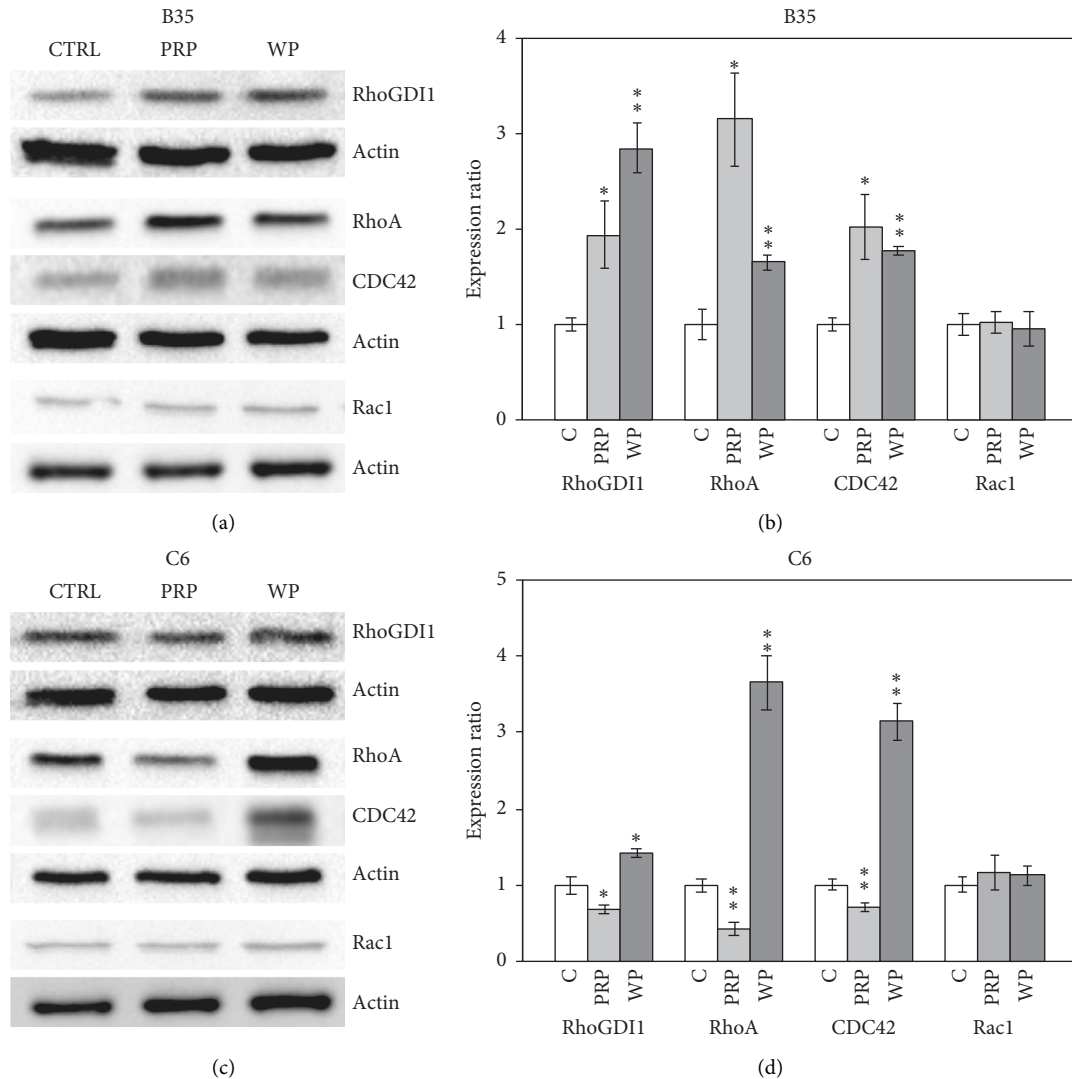 B35
CTRL PRP WP
RhoGDI1
Actin
RhoA
CDC42
Actin
Rac1
Actin
(a)
B35
Expression ratio
4
3
2
1
0
* ** * ** * **
C PRP WP C PRP WP C PRP WP C PRP WP
RhoGDI1 RhoA CDC42 Rac1
(b)
C6
CTRL PRP WP
RhoGDI1
Actin
RhoA
CDC42
Actin
Rac1
Actin
(c)
C6
Expression ratio
5
4
3
2
1
0
* * ** ** ** **
C PRP WP C PRP WP C PRP WP C PRP WP
RhoGDI1 RhoA CDC42 Rac1
(d)